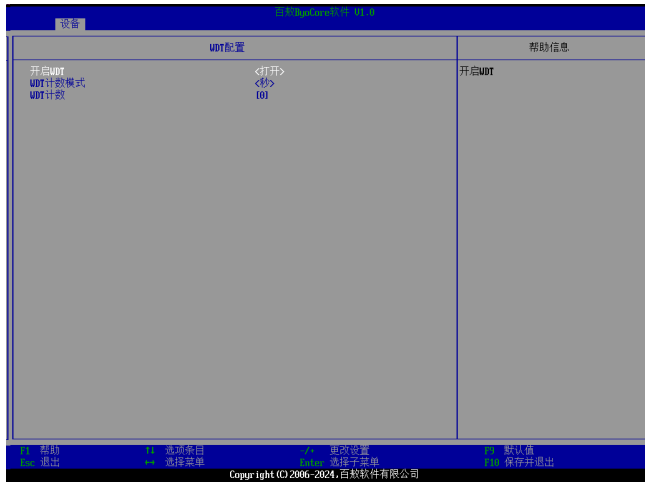 百敖ByoCore软件 V1.0
设备
WDT配置
帮助信息
开启WDT <打开>
WDT计数模式 <秒>
WDT计数 [0]
开启WDT
F1 帮助 ↑↓ 选项条目 -/+ 更改设置 F9 默认值
Esc 退出 ↔ 选择菜单 Enter 选择子菜单 F10 保存并退出
Copyright(C)2006-2024,百敖软件有限公司